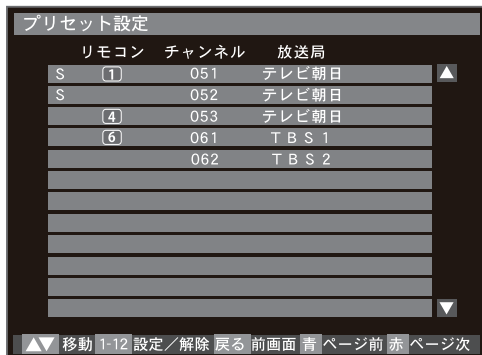 プリセット設定
リモコン チャンネル 放送局
S 1 051 テレビ朝日
S 052 テレビ朝日
4 053 テレビ朝日
6 061 TBS1
062 TBS2
▲▼ 移動 1-12 設定／解除 戻る 前画面 青 ページ前 赤 ページ次